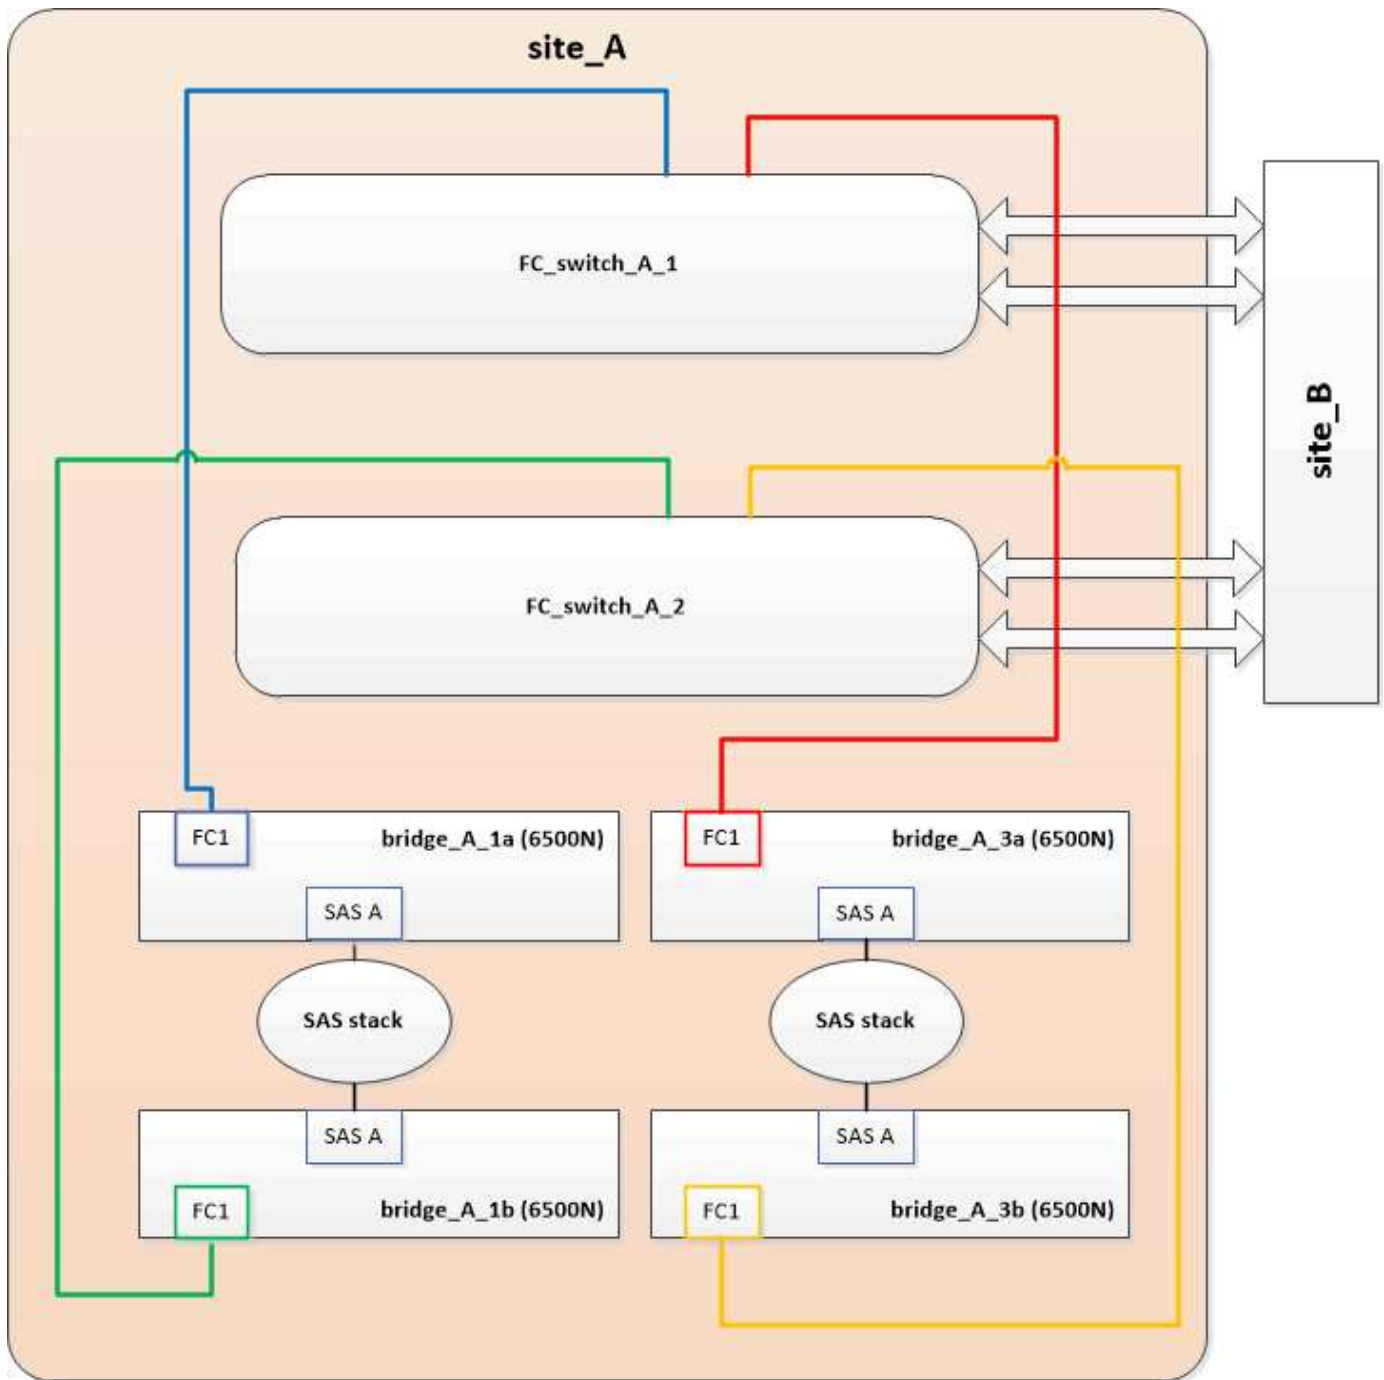 site_A
FC_switch_A_1
site_B
FC_switch_A_2
FC1
bridge_A_1a (6500N)
SAS A
FC1
bridge_A_3a (6500N)
SAS A
SAS stack
SAS stack
SAS A
FC1
bridge_A_1b (6500N)
SAS A
FC1
bridge_A_3b (6500N)